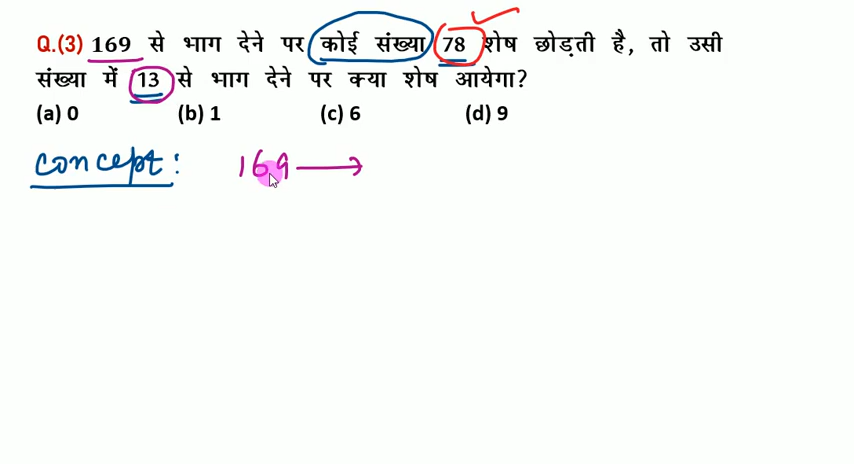 Q.(3) 169 से भाग देने पर कोई संख्या 78 शेष छोड़ती है, तो उसी
संख्या में 13 से भाग देने पर क्या शेष आयेगा?
(a) 0 (b) 1 (c) 6 (d) 9
Concept: 169 →